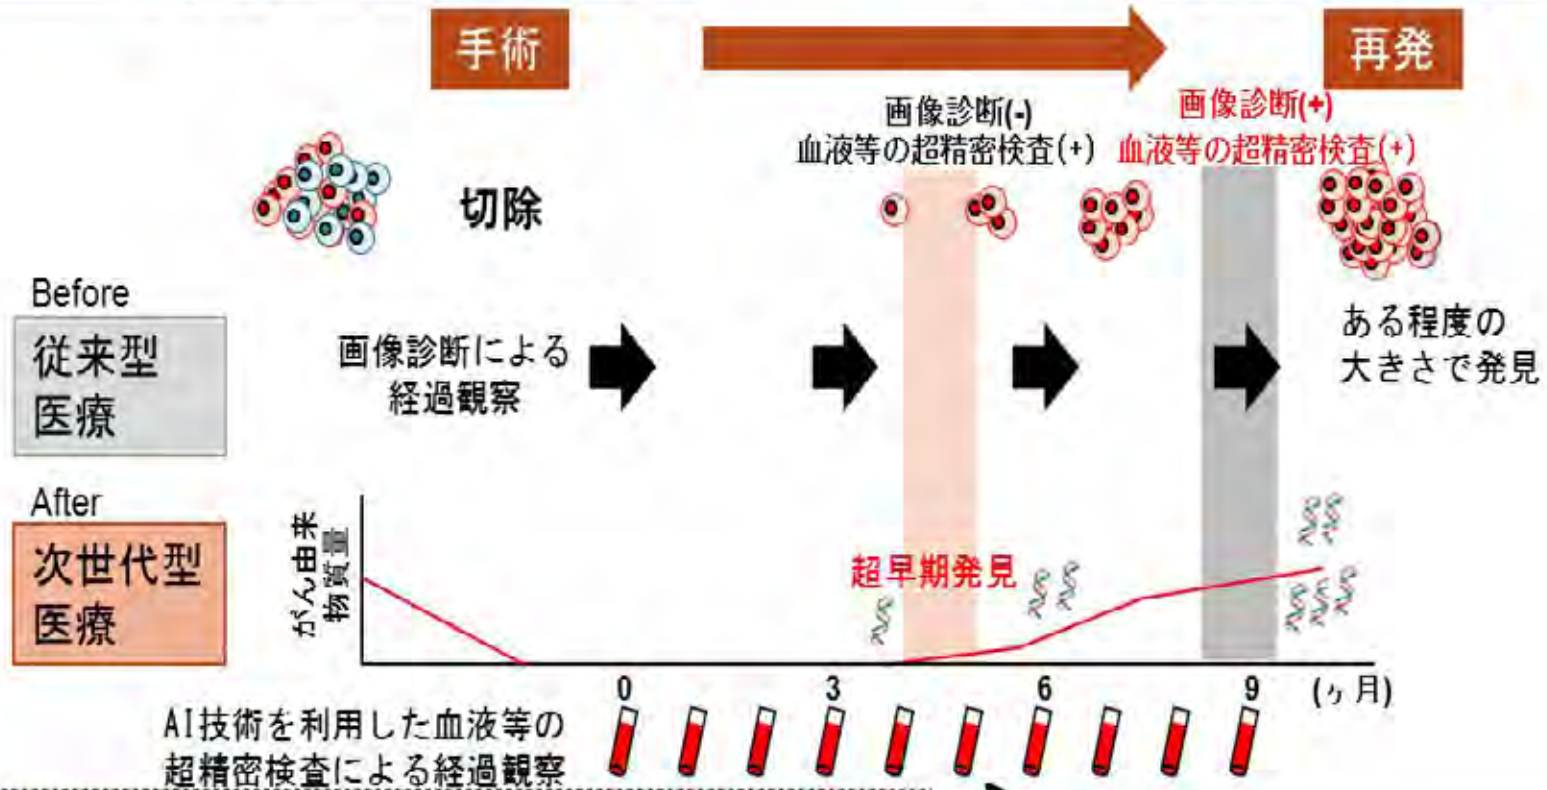 手術
再発
画像診断(-)
血液等の超精密検査(+)
画像診断(+)
血液等の超精密検査(+)
切除
Before
従来型
医療
画像診断による
経過観察
ある程度の
大きさで発見
After
次世代型
医療
がん由来
物質量
超早期発見
0 3 6 9 (ヶ月)
AI技術を利用した血液等の
超精密検査による経過観察